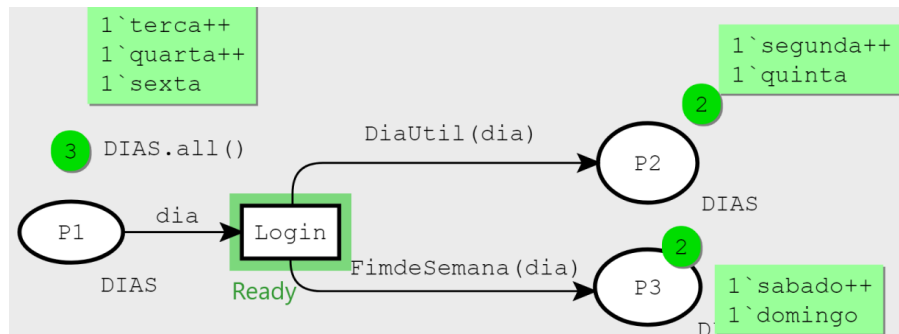 1`terca++
1`quarta++
1`sexta
1`segunda++
1`quinta
2
3
DIAS.all()
DiaUtil(dia)
P2
DIAS
P1
dia
Login
DIAS
Ready
FimdeSemana(dia)
2
P3
1`sabado++
1`domingo